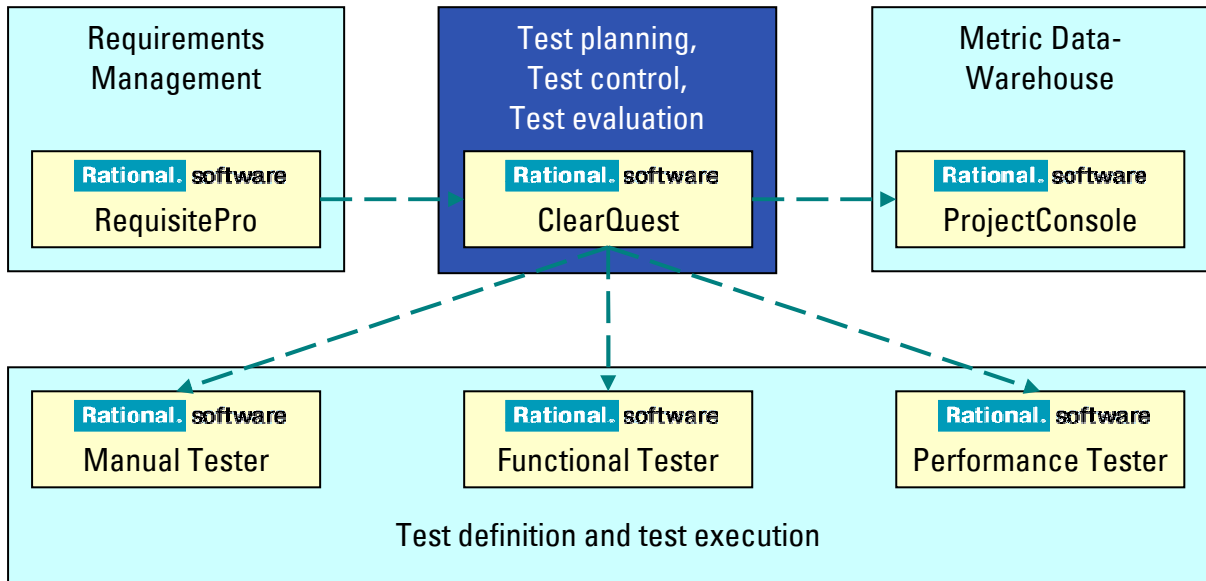 Requirements
Management
Rational. software
RequisitePro
Test planning,
Test control,
Test evaluation
Rational. software
ClearQuest
Metric Data-
Warehouse
Rational. software
ProjectConsole
Rational. software
Manual Tester
Rational. software
Functional Tester
Rational. software
Performance Tester
Test definition and test execution